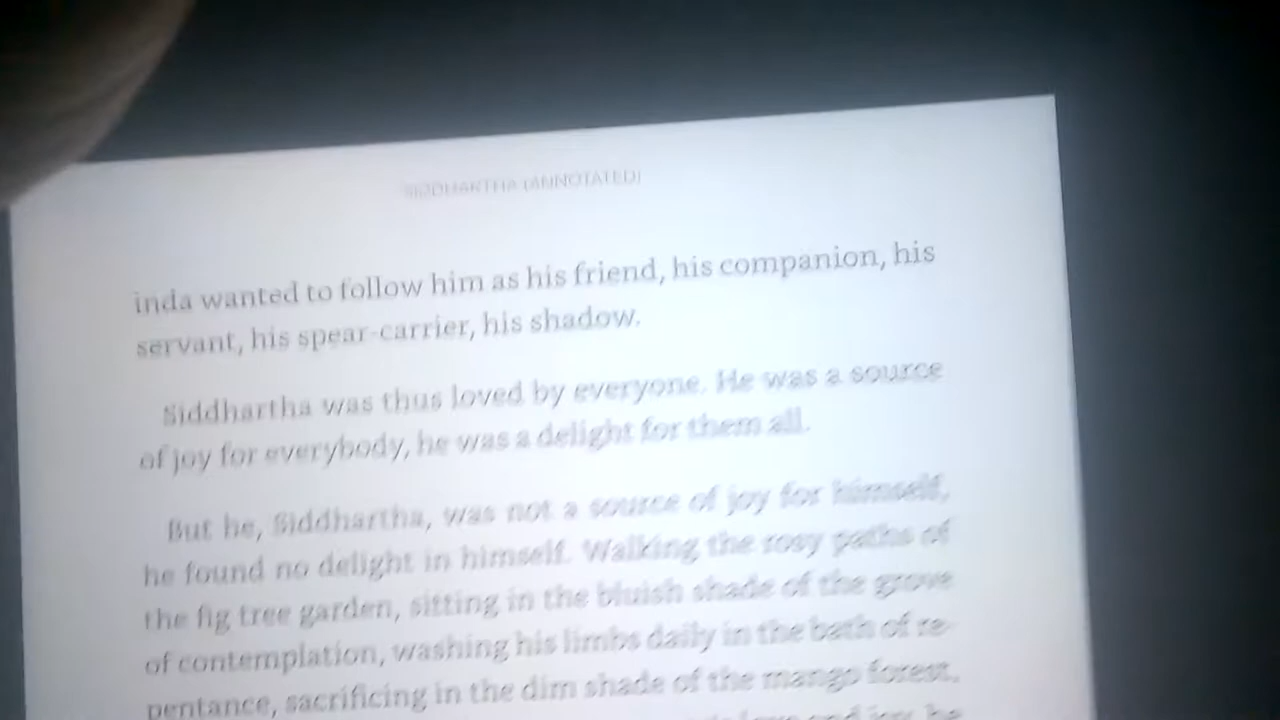 SIDDHARTHA (ANNOTATED)
inda wanted to follow him as his friend, his companion, his
servant, his spear-carrier, his shadow.
Siddhartha was thus loved by everyone. He was a source
of joy for everybody, he was a delight for them all.
But he, Siddhartha, was not a source of joy for himself,
he found no delight in himself. Walking the rosy paths of
the fig tree garden, sitting in the bluish shade of the grove
of contemplation, washing his limbs daily in the bath of re-
pentance, sacrificing in the dim shade of the mango forest,
and joy, he